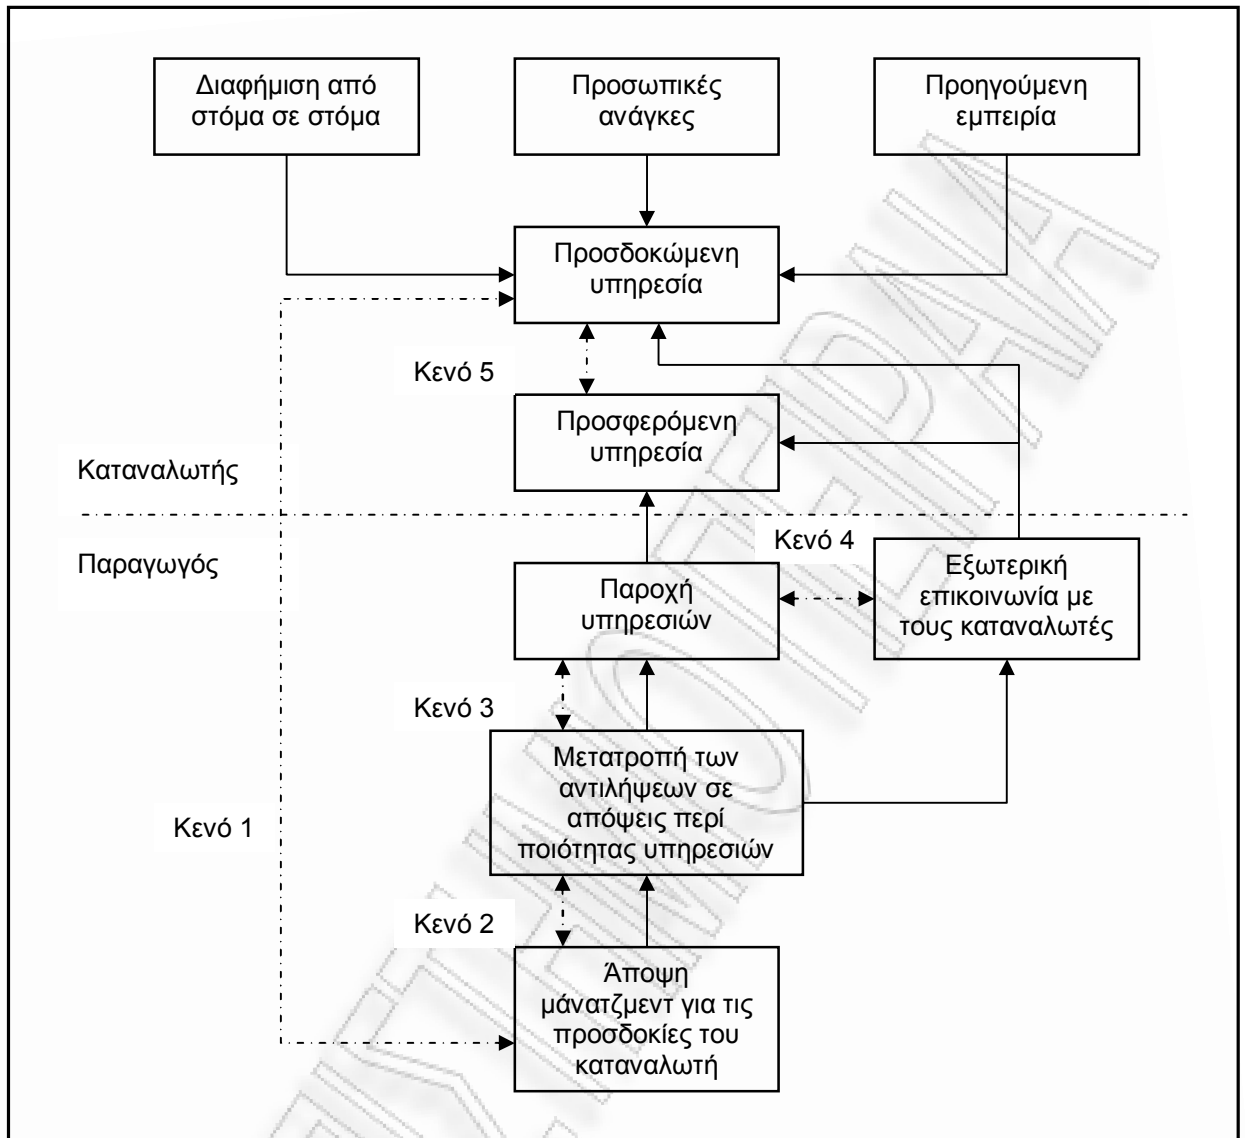 Διαφήμιση από
στόμα σε στόμα
Προσωπικές
ανάγκες
Προηγούμενη
εμπειρία
Προσδοκώμενη
υπηρεσία
Κενό 5
Προσφερόμενη
υπηρεσία
Καταναλωτής
Παραγωγός
Κενό 4
Παροχή
υπηρεσιών
Εξωτερική
επικοινωνία με
τους καταναλωτές
Κενό 3
Μετατροπή των
αντιλήψεων σε
απόψεις περί
ποιότητας υπηρεσιών
Κενό 1
Κενό 2
Άποψη
μάνατζμεντ για τις
προσδοκίες του
καταναλωτή